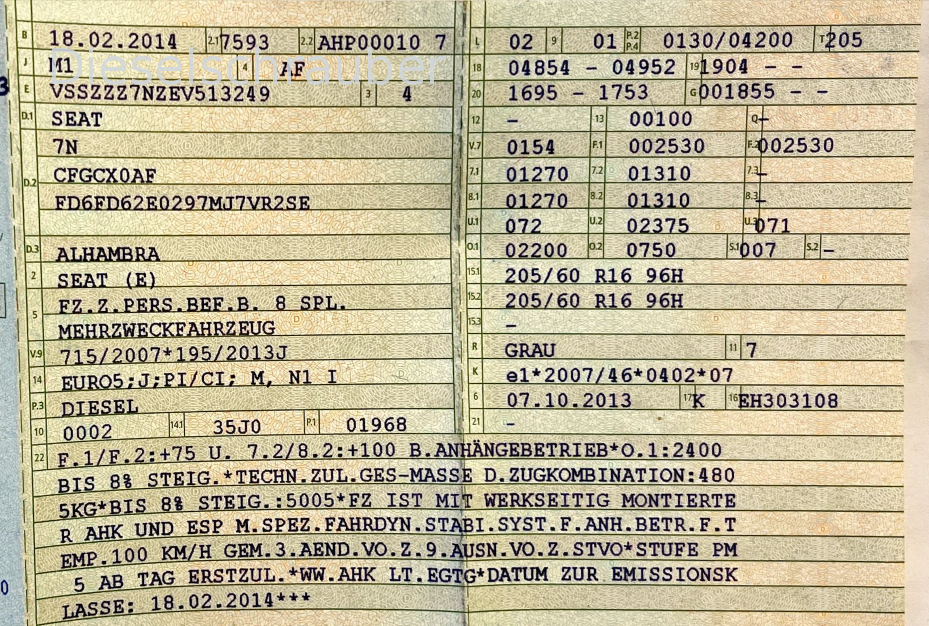 B 18.02.2014 2.1 7593 2.2 AHP00010 7
J M1 4 AF
Dieselschrauber
E VSSZZZ7NZEV513249 3 4
D.1 SEAT
7N
D.2 CFGCX0AF
FD6FD62E0297MJ7VR2SE
D.3 ALHAMBRA
2 SEAT (E)
5 FZ.Z.PERS.BEF.B. 8 SPL.
MEHRZWECKFAHRZEUG
V.9 715/2007*195/2013J
14 EURO5;J;PI/CI; M, N1 I
P.3 DIESEL
10 0002 14.1 35J0 P.1 01968
L 02 9 01 P.2 P.4 0130/04200 T 205
18 04854 - 04952 19 1904 - -
20 1695 - 1753 G 001855 - -
12 - 13 00100 Q -
V.7 0154 F.1 002530 F.2 002530
7.1 01270 7.2 01310 7.3 -
8.1 01270 8.2 01310 8.3 -
U.1 072 U.2 02375 U.3 071
O.1 02200 O.2 0750 S.1 007 S.2 -
15.1 205/60 R16 96H
15.2 205/60 R16 96H
15.3 -
R GRAU 11 7
K e1*2007/46*0402*07
6 07.10.2013 17 K 16 EH303108
21 -
22 F.1/F.2:+75 U. 7.2/8.2:+100 B.ANHÄNGEBETRIEB*O.1:2400
BIS 8% STEIG.*TECHN.ZUL.GES-MASSE D.ZUGKOMBINATION:480
5KG*BIS 8% STEIG.:5005*FZ IST MIT WERKSEITIG MONTIERTE
R AHK UND ESP M.SPEZ.FAHRDYN.STABI.SYST.F.ANH.BETR.F.T
EMP.100 KM/H GEM.3.AEND.VO.Z.9.AUSN.VO.Z.STVO*STUFE PM
5 AB TAG ERSTZUL.*WW.AHK LT.EGTG*DATUM ZUR EMISSIONSK
LASSE: 18.02.2014***